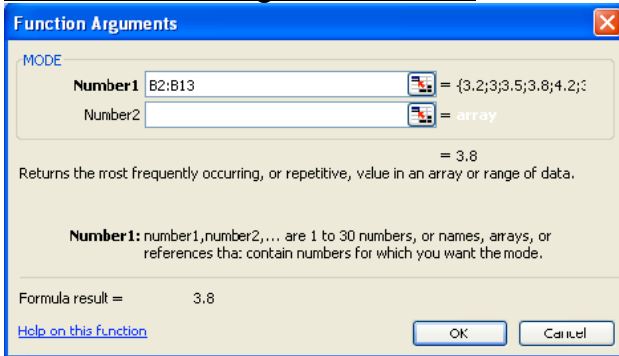 Function Arguments
MODE
Number1 B2:B13 = {3.2;3;3.5;3.8;4.2;3
Number2 = array
= 3.8
Returns the most frequently occurring, or repetitive, value in an array or range of data.
Number1: number1,number2,... are 1 to 30 numbers, or names, arrays, or
references that contain numbers for which you want the mode.
Formula result = 3.8
Help on this function OK Cancel